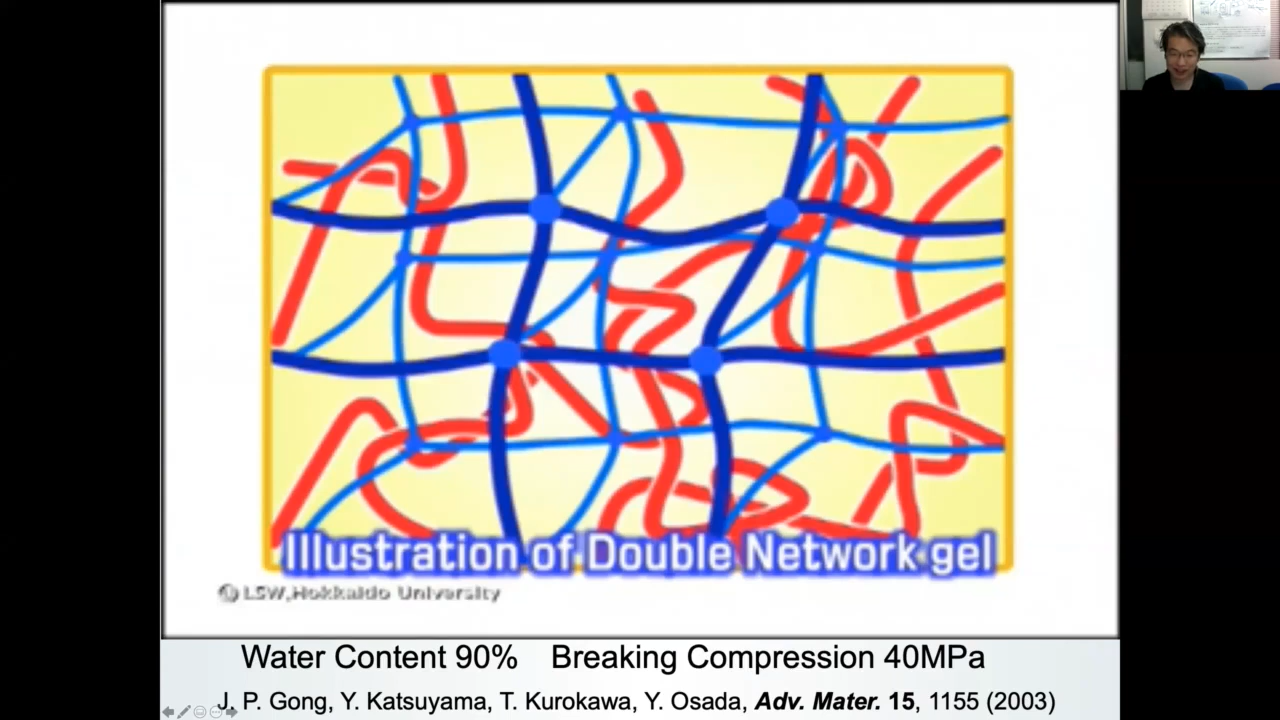 Illustration of Double Network gel
LSW,Hokkaido University
Water Content 90% Breaking Compression 40MPa
J. P. Gong, Y. Katsuyama, T. Kurokawa, Y. Osada, Adv. Mater. 15, 1155 (2003)